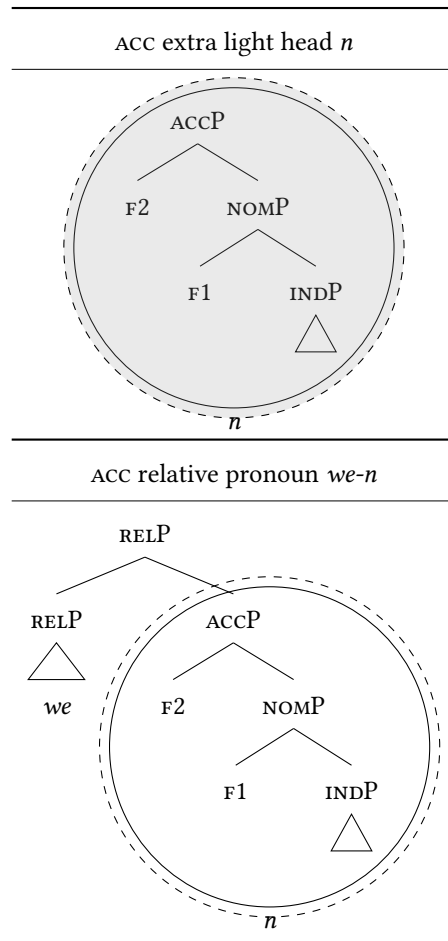 ACC extra light head n
ACCP
F2 NOMP
F1 INDP
n
ACC relative pronoun we-n
RELP
RELP ACCP
we F2 NOMP
F1 INDP
n